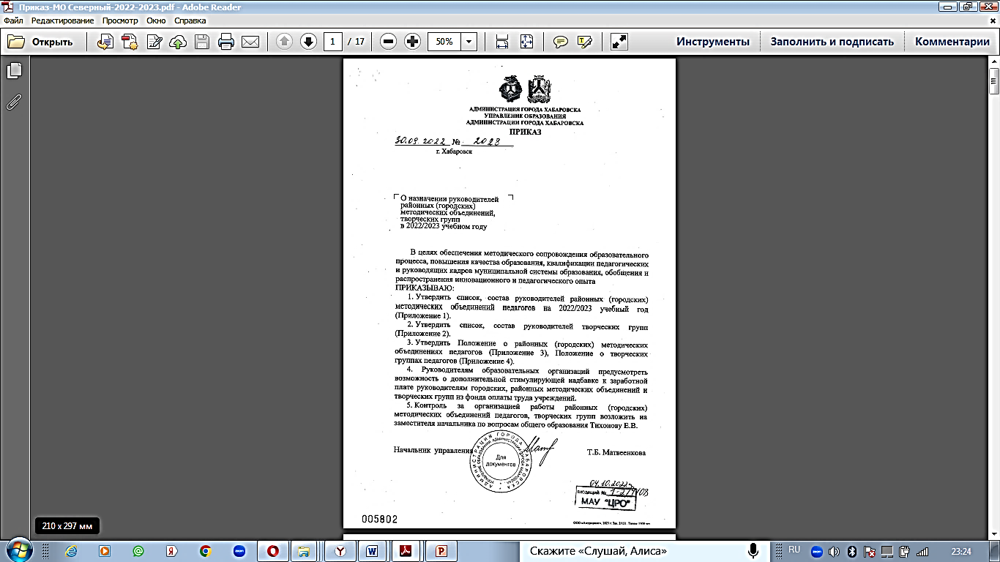 Приказ-МО Северный-2022-2023.pdf - Adobe Reader
Файл Редактирование Просмотр Окно Справка
Открыть 1 / 17 50% Инструменты Заполнить и подписать Комментарии
АДМИНИСТРАЦИЯ ГОРОДА ХАБАРОВСКА
УПРАВЛЕНИЕ ОБРАЗОВАНИЯ
АДМИНИСТРАЦИИ ГОРОДА ХАБАРОВСКА
ПРИКАЗ
30.09.2022 № 2023
г. Хабаровск
О назначении руководителей
районных (городских)
методических объединений,
творческих групп
в 2022/2023 учебном году
В целях обеспечения методического сопровождения образовательного
процесса, повышения качества образования, квалификации педагогических
и руководящих кадров муниципальной системы образования, обобщения и
распространения инновационного и педагогического опыта
ПРИКАЗЫВАЮ:
1. Утвердить список, состав руководителей районных (городских)
методических объединений педагогов на 2022/2023 учебный год
(Приложение 1).
2. Утвердить список, состав руководителей творческих групп
(Приложение 2).
3. Утвердить Положение о районных (городских) методических
объединениях педагогов (Приложение 3), Положение о творческих
группах педагогов (Приложение 4).
4. Руководителям образовательных организаций предусмотреть
возможность о дополнительной стимулирующей надбавке к заработной
плате руководителям городских, районных методических объединений и
творческих групп из фонда оплаты труда учреждений.
5. Контроль за организацией работы районных (городских)
методических объединений педагогов, творческих групп возложить на
заместителя начальника по вопросам общего образования Тихонову Е.В.
Начальник управления Т.Б. Матвеенкова
Для
документов
04.10.2022
МАУ "ЦРО"
005802
210 x 297 мм
Скажите «Слушай, Алиса»
RU
23:24